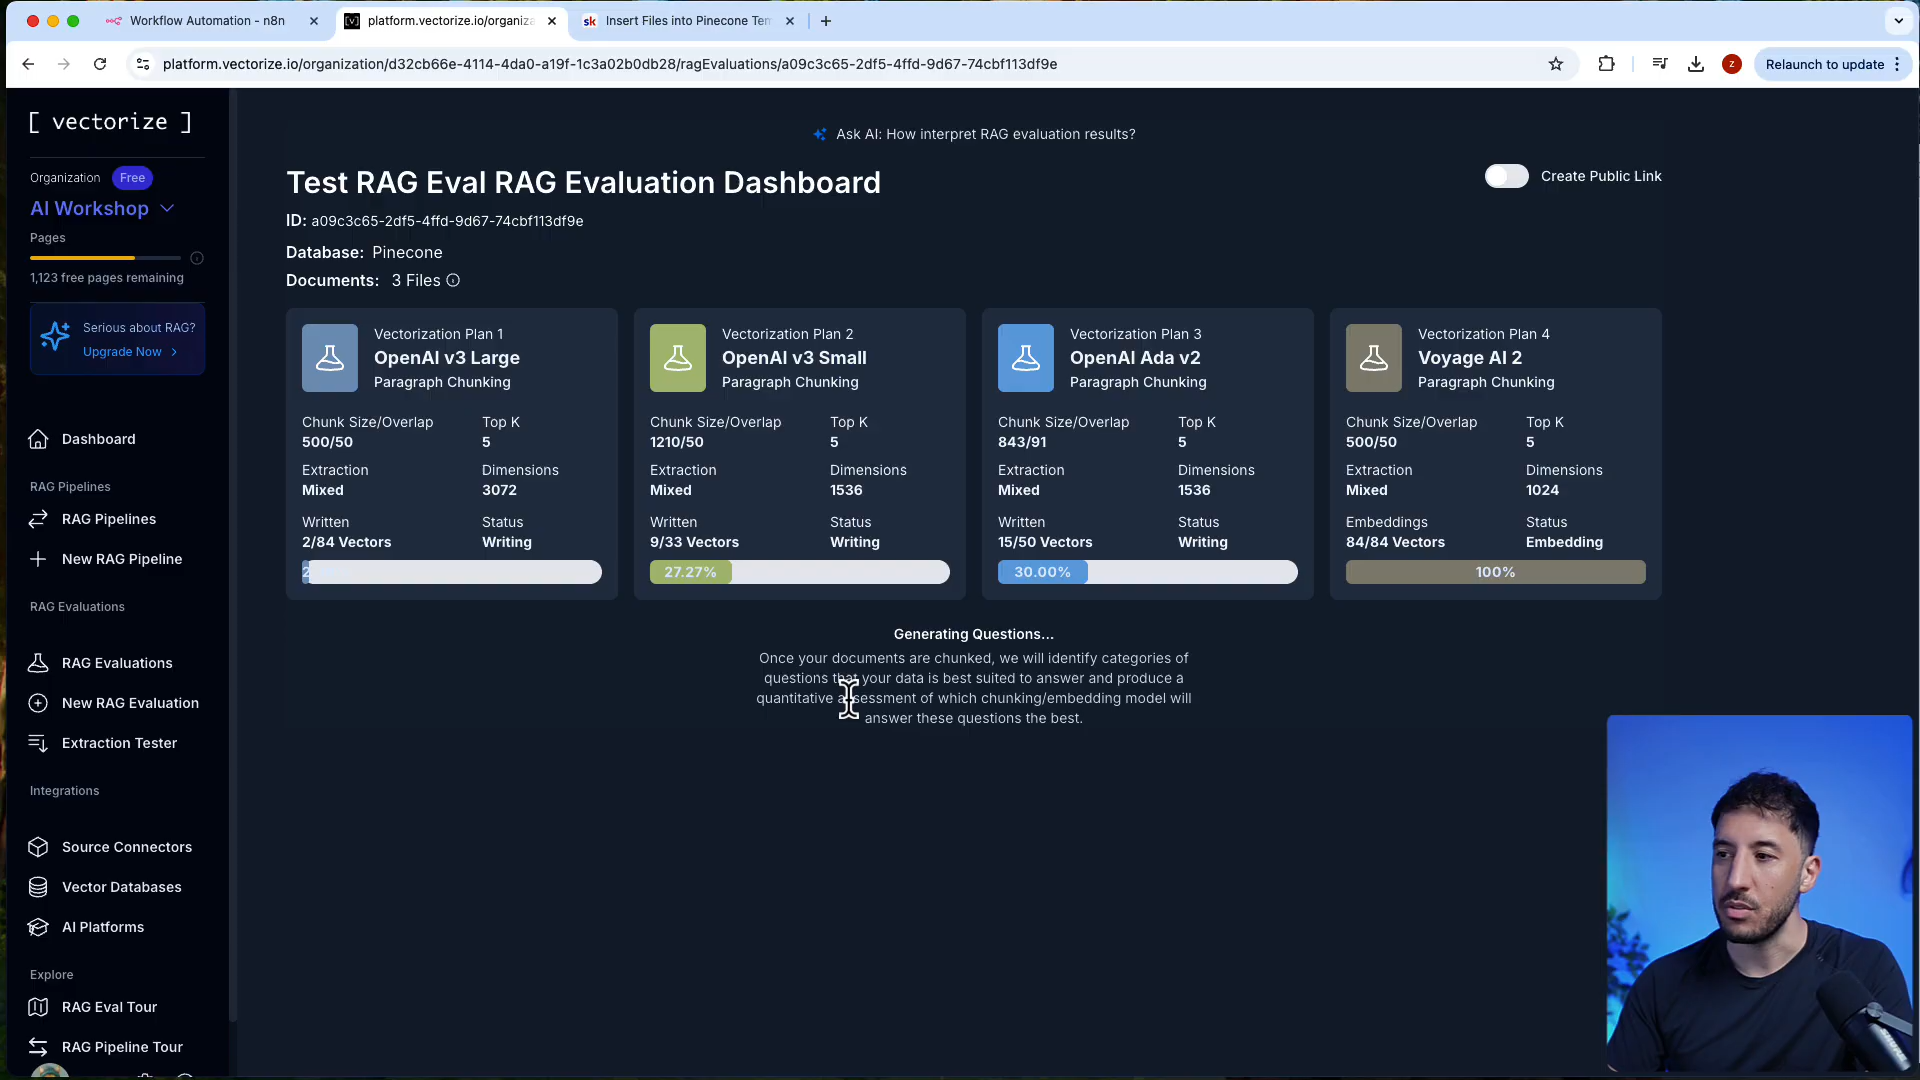 Workflow Automation - n8n
platform.vectorize.io/organiza
sk Insert Files into Pinecone Tem
platform.vectorize.io/organization/d32cb66e-4114-4da0-a19f-1c3a02b0db28/ragEvaluations/a09c3c65-2df5-4ffd-9d67-74cbf113df9e
z
Relaunch to update
[ vectorize ]
Organization Free
AI Workshop
Pages
1,123 free pages remaining
Serious about RAG?
Upgrade Now >
Dashboard
RAG Pipelines
RAG Pipelines
New RAG Pipeline
RAG Evaluations
RAG Evaluations
New RAG Evaluation
Extraction Tester
Integrations
Source Connectors
Vector Databases
AI Platforms
Explore
RAG Eval Tour
RAG Pipeline Tour
Ask AI: How interpret RAG evaluation results?
Test RAG Eval RAG Evaluation Dashboard
Create Public Link
ID: a09c3c65-2df5-4ffd-9d67-74cbf113df9e
Database: Pinecone
Documents: 3 Files
Vectorization Plan 1
OpenAI v3 Large
Paragraph Chunking
Chunk Size/Overlap Top K
500/50 5
Extraction Dimensions
Mixed 3072
Written Status
2/84 Vectors Writing
Vectorization Plan 2
OpenAI v3 Small
Paragraph Chunking
Chunk Size/Overlap Top K
1210/50 5
Extraction Dimensions
Mixed 1536
Written Status
9/33 Vectors Writing
27.27%
Vectorization Plan 3
OpenAI Ada v2
Paragraph Chunking
Chunk Size/Overlap Top K
843/91 5
Extraction Dimensions
Mixed 1536
Written Status
15/50 Vectors Writing
30.00%
Vectorization Plan 4
Voyage AI 2
Paragraph Chunking
Chunk Size/Overlap Top K
500/50 5
Extraction Dimensions
Mixed 1024
Embeddings Status
84/84 Vectors Embedding
100%
Generating Questions...
Once your documents are chunked, we will identify categories of
questions that your data is best suited to answer and produce a
quantitative assessment of which chunking/embedding model will
answer these questions the best.